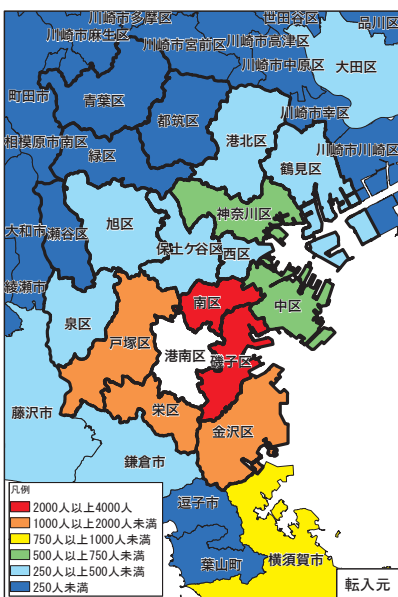 川崎市多摩区
世田谷区
品川区
川崎市麻生区
川崎市宮前区
川崎市高津区
川崎市中原区
大田区
町田市
青葉区
都筑区
港北区
川崎市幸区
相模原市南区
緑区
鶴見区
川崎市川崎区
旭区
神奈川区
大和市
瀬谷区
保土ケ谷区
西区
綾瀬市
泉区
南区
中区
戸塚区
港南区
磯子区
藤沢市
栄区
金沢区
鎌倉市
凡例
2000人以上4000人
1000人以上2000人未満
750人以上1000人未満
500人以上750人未満
250人以上500人未満
250人未満
逗子市
葉山町
横須賀市
転入元